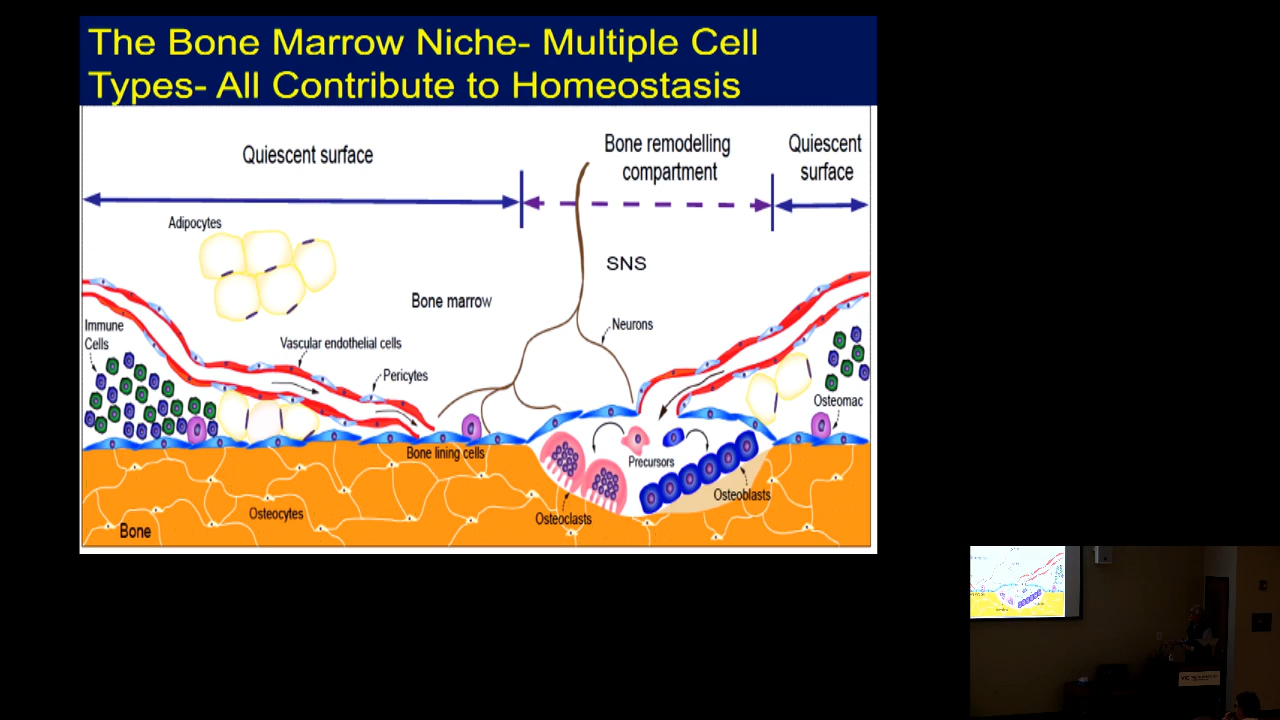 The Bone Marrow Niche- Multiple Cell
Types- All Contribute to Homeostasis
Quiescent surface
Bone remodelling
compartment
Quiescent
surface
Adipocytes
SNS
Bone marrow
Neurons
Immune
Cells
Vascular endothelial cells
Pericytes
Osteomac
Bone lining cells
Precursors
Osteoblasts
Osteocytes
Osteoclasts
Bone